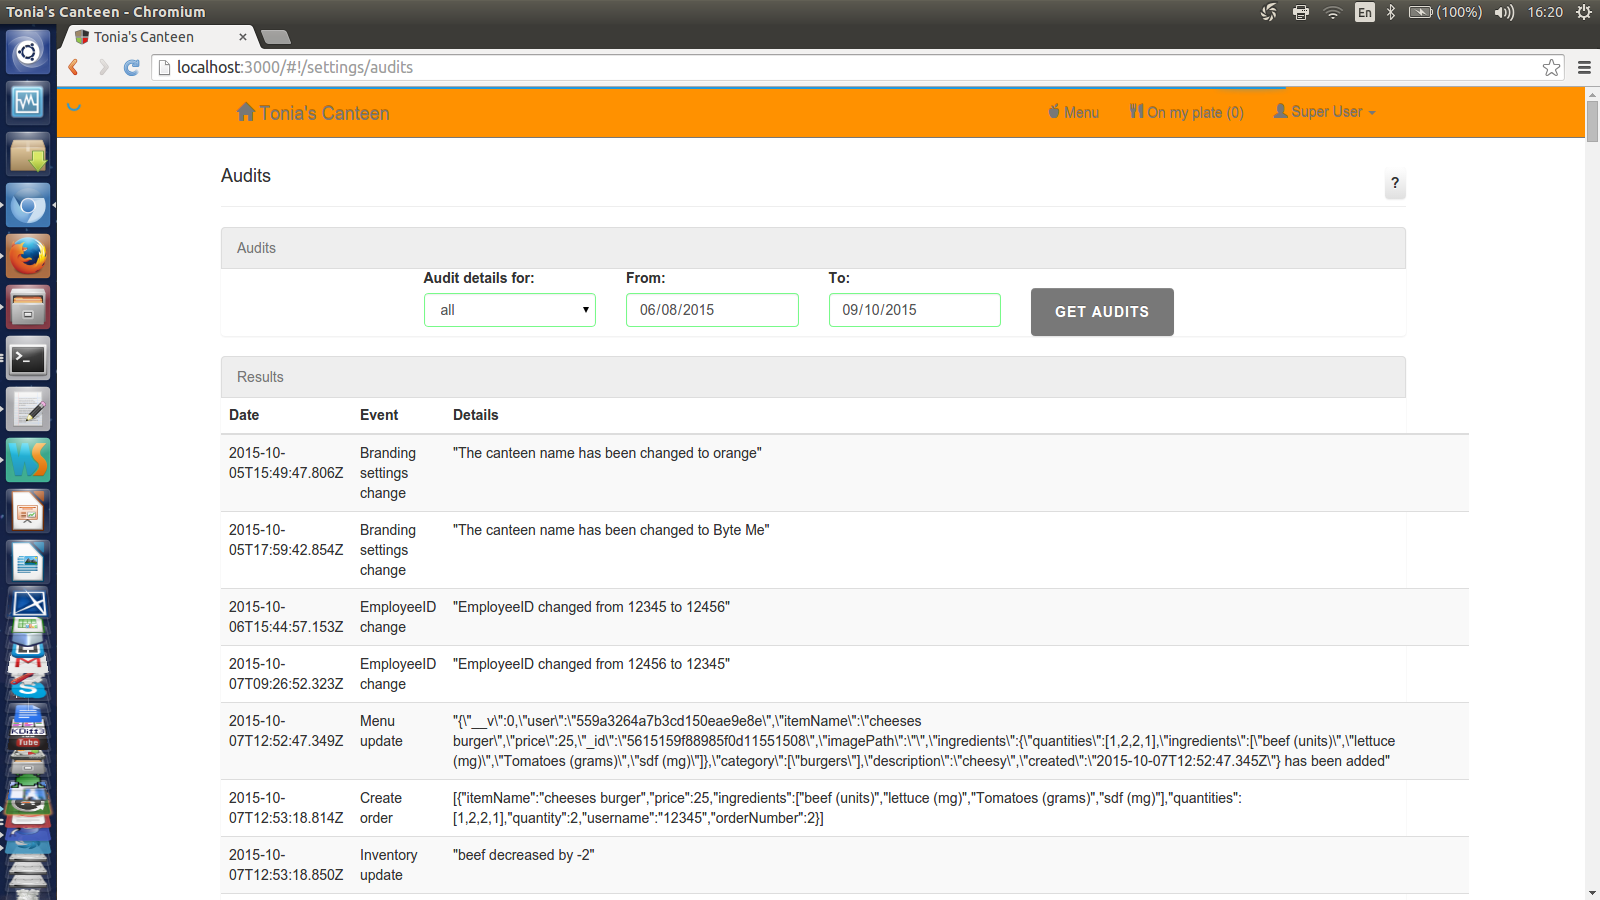 Tonia's Canteen - Chromium
En
(100%)
16:20
Tonia's Canteen
×
localhost:3000/#!/settings/audits
Tonia's Canteen
Menu
On my plate (0)
Super User
Audits
?
Audits
Audit details for:
From:
To:
all
06/08/2015
09/10/2015
GET AUDITS
Results
Date
Event
Details
2015-10-
05T15:49:47.806Z
Branding
settings
change
"The canteen name has been changed to orange"
2015-10-
05T17:59:42.854Z
Branding
settings
change
"The canteen name has been changed to Byte Me"
2015-10-
06T15:44:57.153Z
EmployeeID
change
"EmployeeID changed from 12345 to 12456"
2015-10-
07T09:26:52.323Z
EmployeeID
change
"EmployeeID changed from 12456 to 12345"
2015-10-
07T12:52:47.349Z
Menu
update
"{\"__v\":0,\"user\":\"559a3264a7b3cd150eae9e8e\",\"itemName\":\"cheeses
burger\",\"price\":25,\"_id\":\"5615159f88985f0d11551508\",\"imagePath\":\"\",\"ingredients\":{\"quantities\":[1,2,2,1],\"ingredients\":[\"beef (units)\",\"lettuce
(mg)\",\"Tomatoes (grams)\",\"sdf (mg)\"]},\"category\":[\"burgers\"],\"description\":\"cheesy\",\"created\":\"2015-10-07T12:52:47.345Z\"} has been added"
2015-10-
07T12:53:18.814Z
Create
order
[{"itemName":"cheeses burger","price":25,"ingredients":["beef (units)","lettuce (mg)","Tomatoes (grams)","sdf (mg)"],"quantities":
[1,2,2,1],"quantity":2,"username":"12345","orderNumber":2}]
2015-10-
07T12:53:18.850Z
Inventory
update
"beef decreased by -2"
WS
Tube